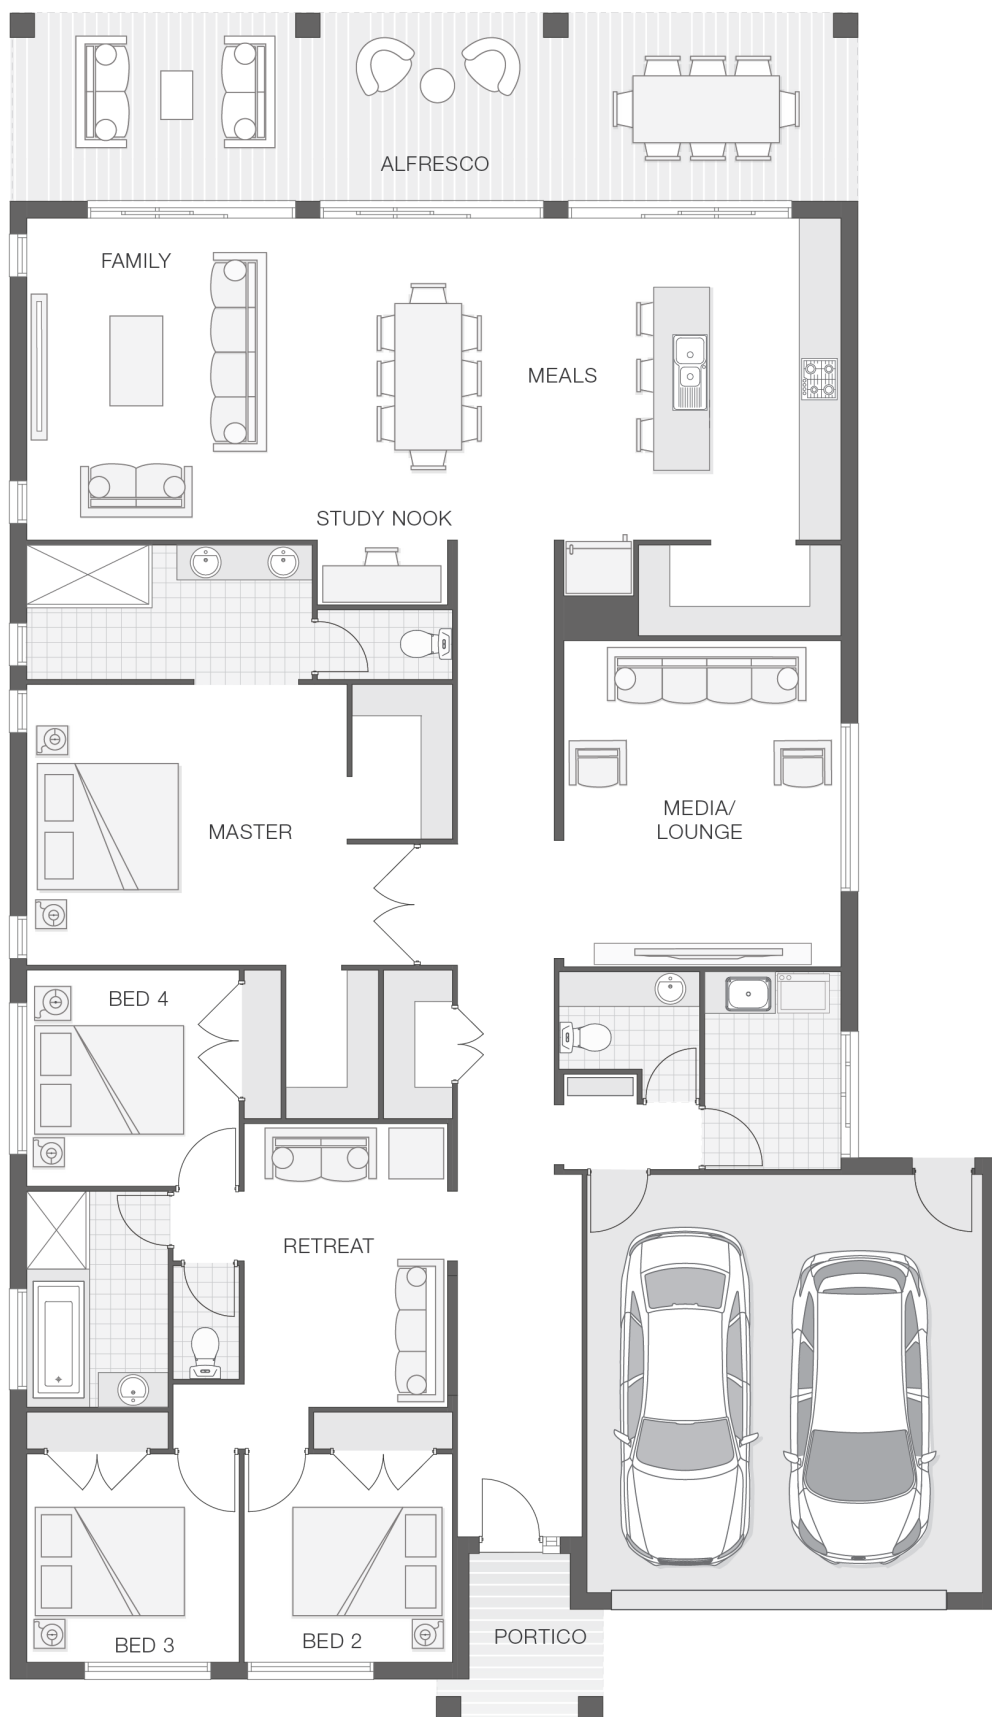 ALFRESCO
FAMILY
MEALS
STUDY NOOK
MEDIA/
LOUNGE
MASTER
BED 4
RETREAT
BED 3
BED 2
PORTICO